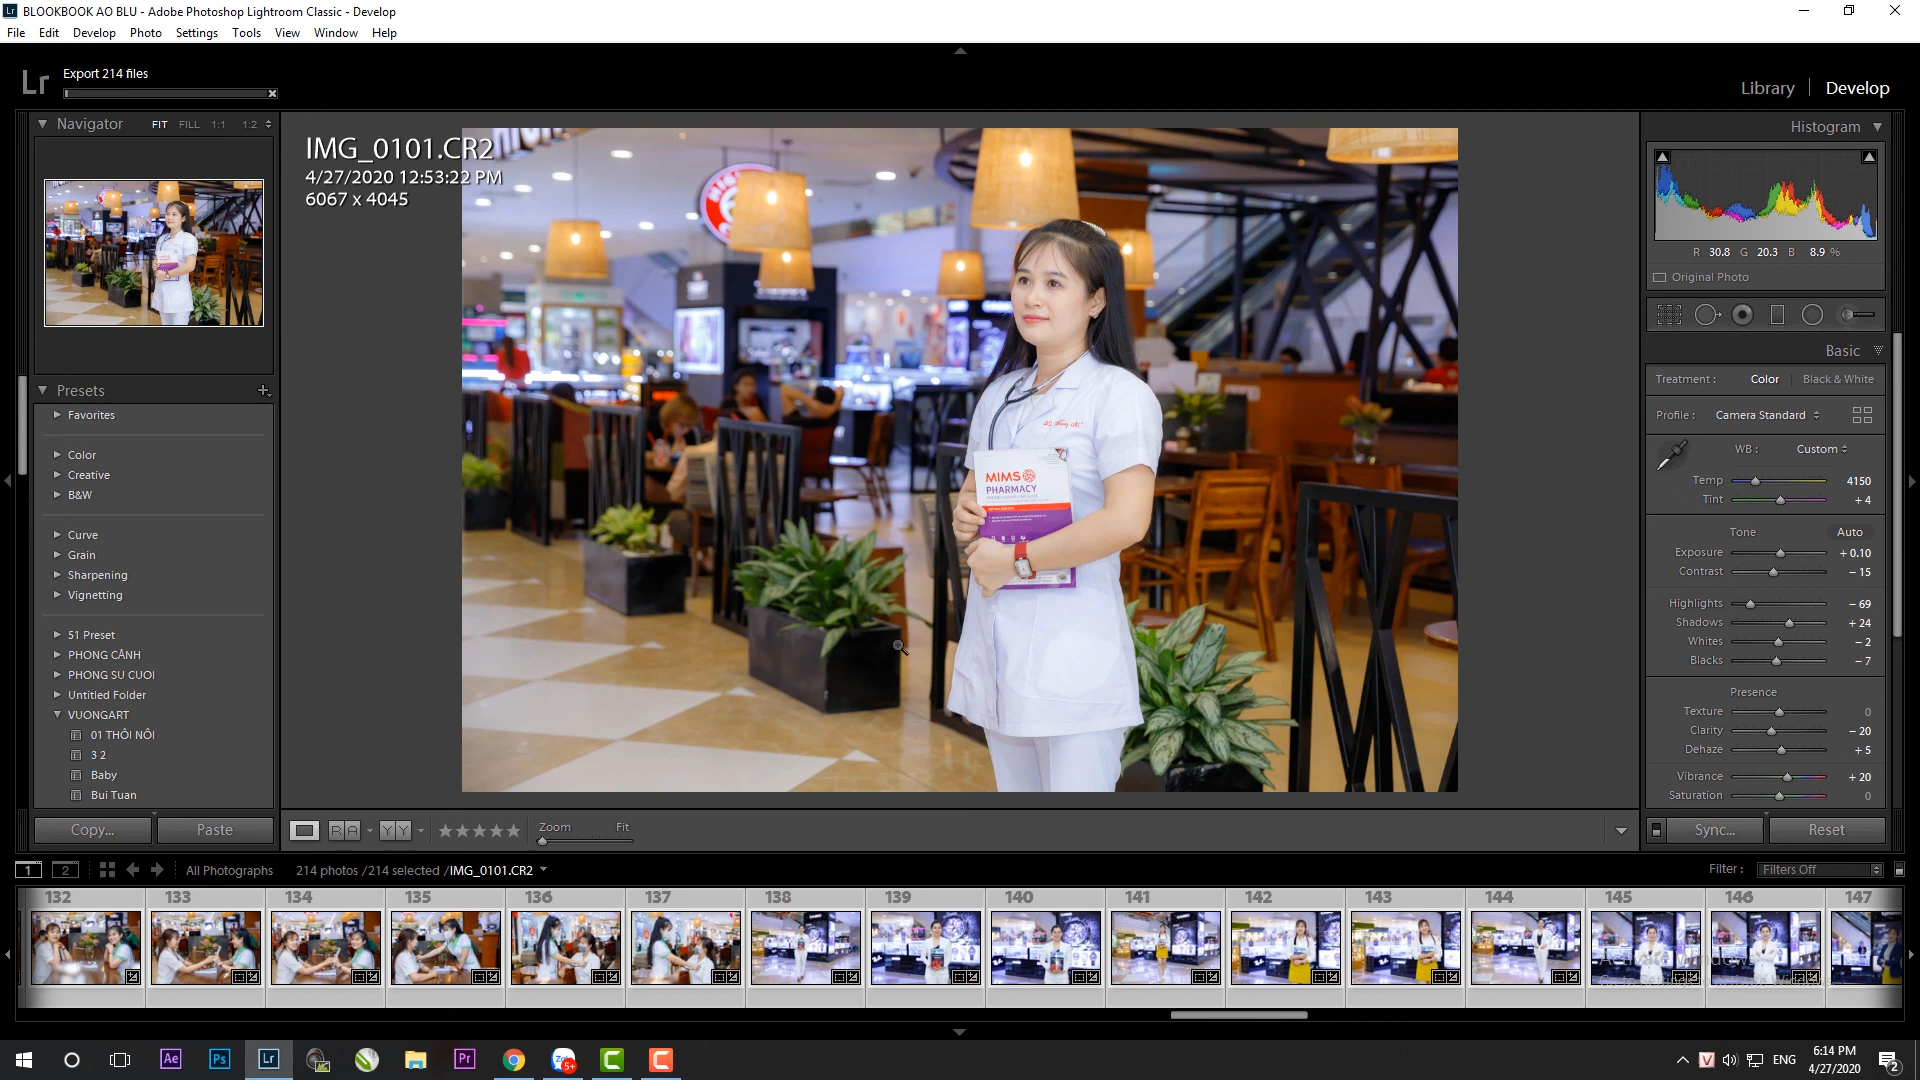 BLOOKBOOK AO BLU - Adobe Photoshop Lightroom Classic - Develop
File Edit Develop Photo Settings Tools View Window Help
Lr
Export 214 files
Library Develop
Navigator FIT FILL 1:1 1:2
IMG_0101.CR2
4/27/2020 12:53:22 PM
6067 x 4045
MIMS
PHARMACY
Presets
Favorites
Color
Creative
B&W
Curve
Grain
Sharpening
Vignetting
51 Preset
PHONG CẢNH
PHONG SU CUOI
Untitled Folder
VUONGART
01 THÔI NÔI
3 2
Baby
Bui Tuan
Copy... Paste
Histogram
R 30.8 G 20.3 B 8.9 %
Original Photo
Basic
Treatment : Color Black & White
Profile : Camera Standard
WB : Custom
Temp 4150
Tint + 4
Tone Auto
Exposure + 0.10
Contrast – 15
Highlights – 69
Shadows + 24
Whites – 2
Blacks – 7
Presence
Texture 0
Clarity – 20
Dehaze + 5
Vibrance + 20
Saturation 0
Sync... Reset
RA YY Zoom Fit
1 2 All Photographs 214 photos /214 selected /IMG_0101.CR2
Filter : Filters Off
132 133 134 135 136 137 138 139 140 141 142 143 144 145 146 147
Ae Ps Lr Pr 5+ V ENG
6:14 PM
4/27/2020
2